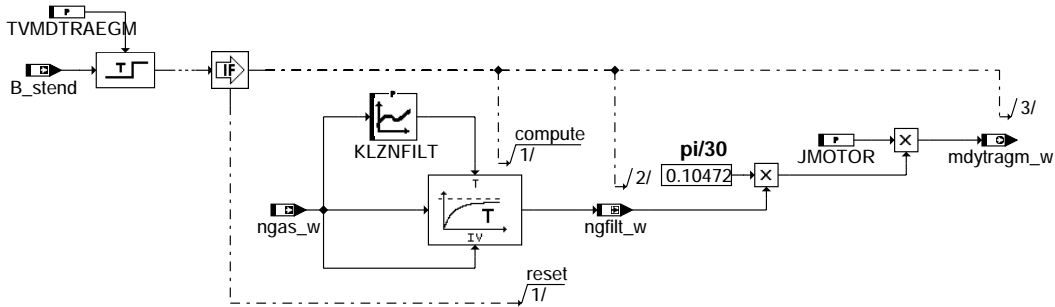 P
TVMDTRAEGM
T
B_stend
IF
P
KLZNFILT
compute
1/
3/
2/
pi/30
0.10472
P
JMOTOR
mdytragm_w
T
T
IV
ngas_w
ngfilt_w
reset
1/